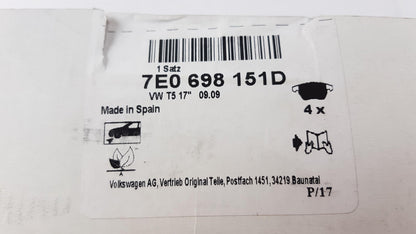 1 Satz
7E0 698 151D
VW T5 17" 09.09
Made in Spain
4 x
Volkswagen AG, Vertrieb Original Teile, Postfach 1451, 34219 Baunatal
P/17